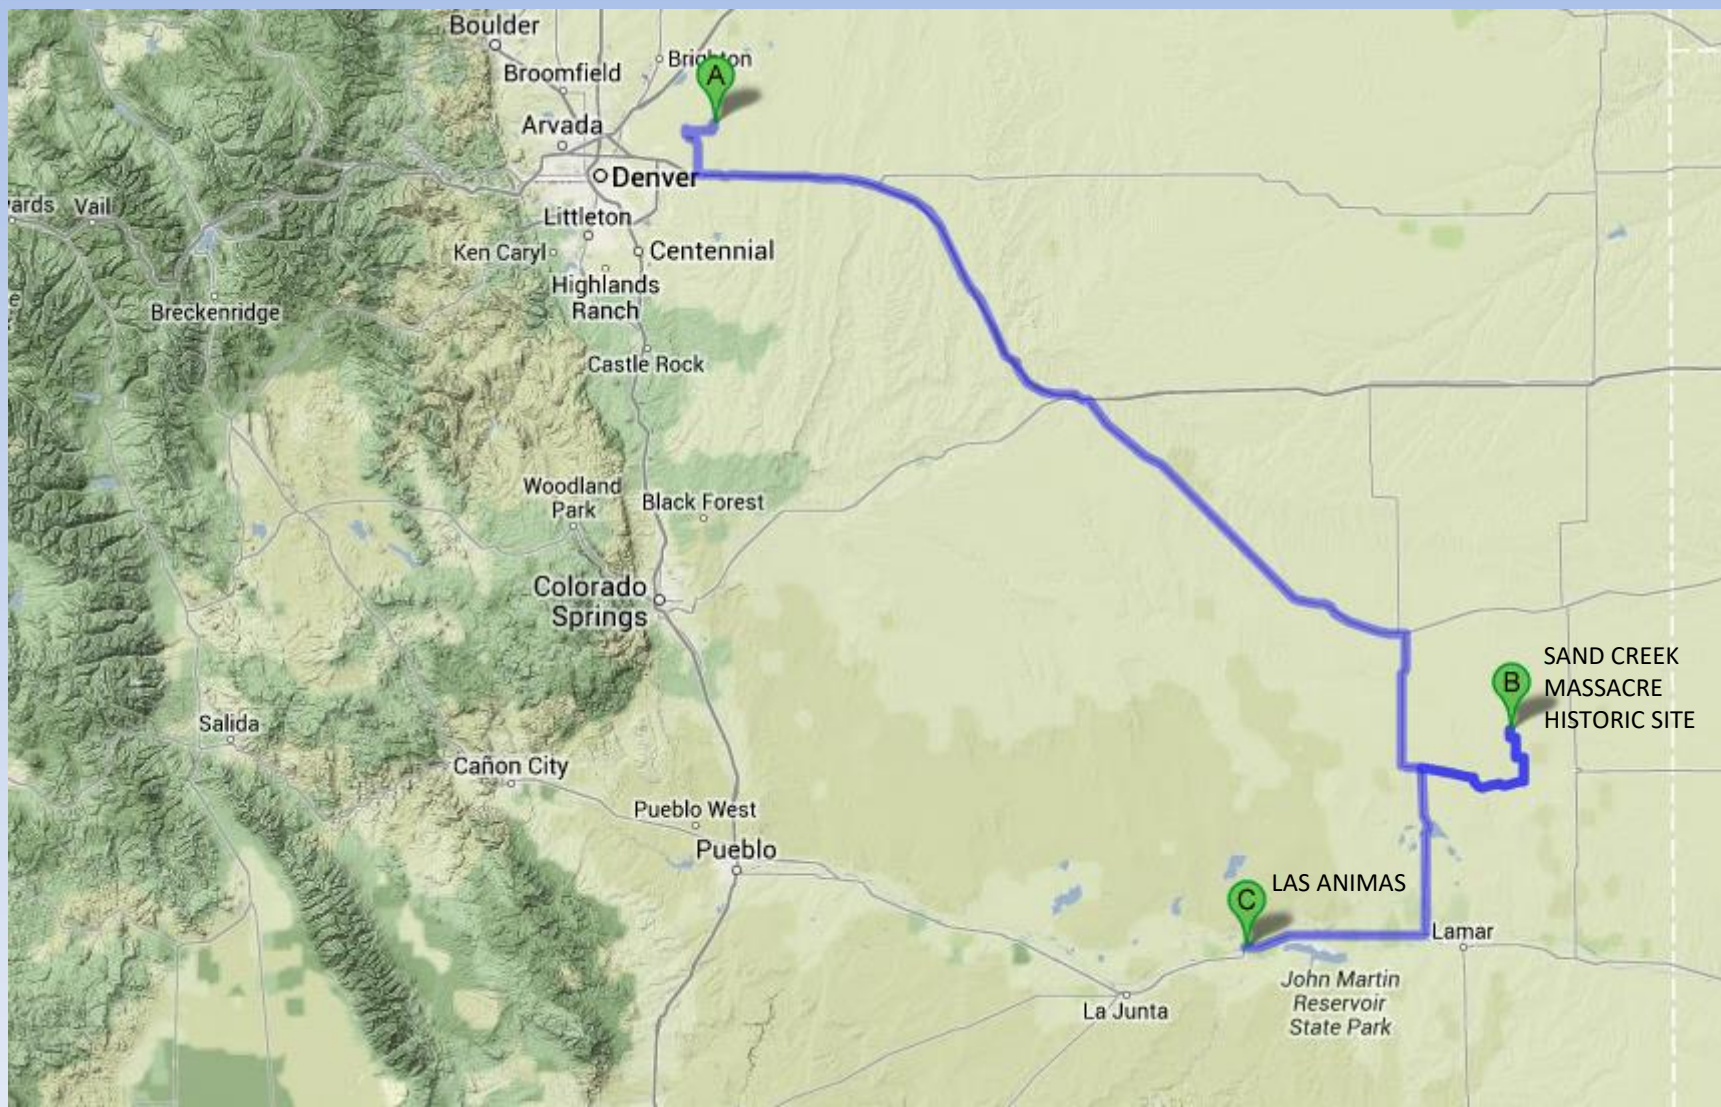 Boulder
Brighton
A
Broomfield
Arvada
Denver
Vail
Littleton
Ken Caryl
Centennial
Highlands
Ranch
Breckenridge
Castle Rock
Woodland
Park
Black Forest
Colorado
Springs
SAND CREEK
MASSACRE
HISTORIC SITE
B
Salida
Cañon City
Pueblo West
Pueblo
LAS ANIMAS
C
Lamar
John Martin
Reservoir
State Park
La Junta